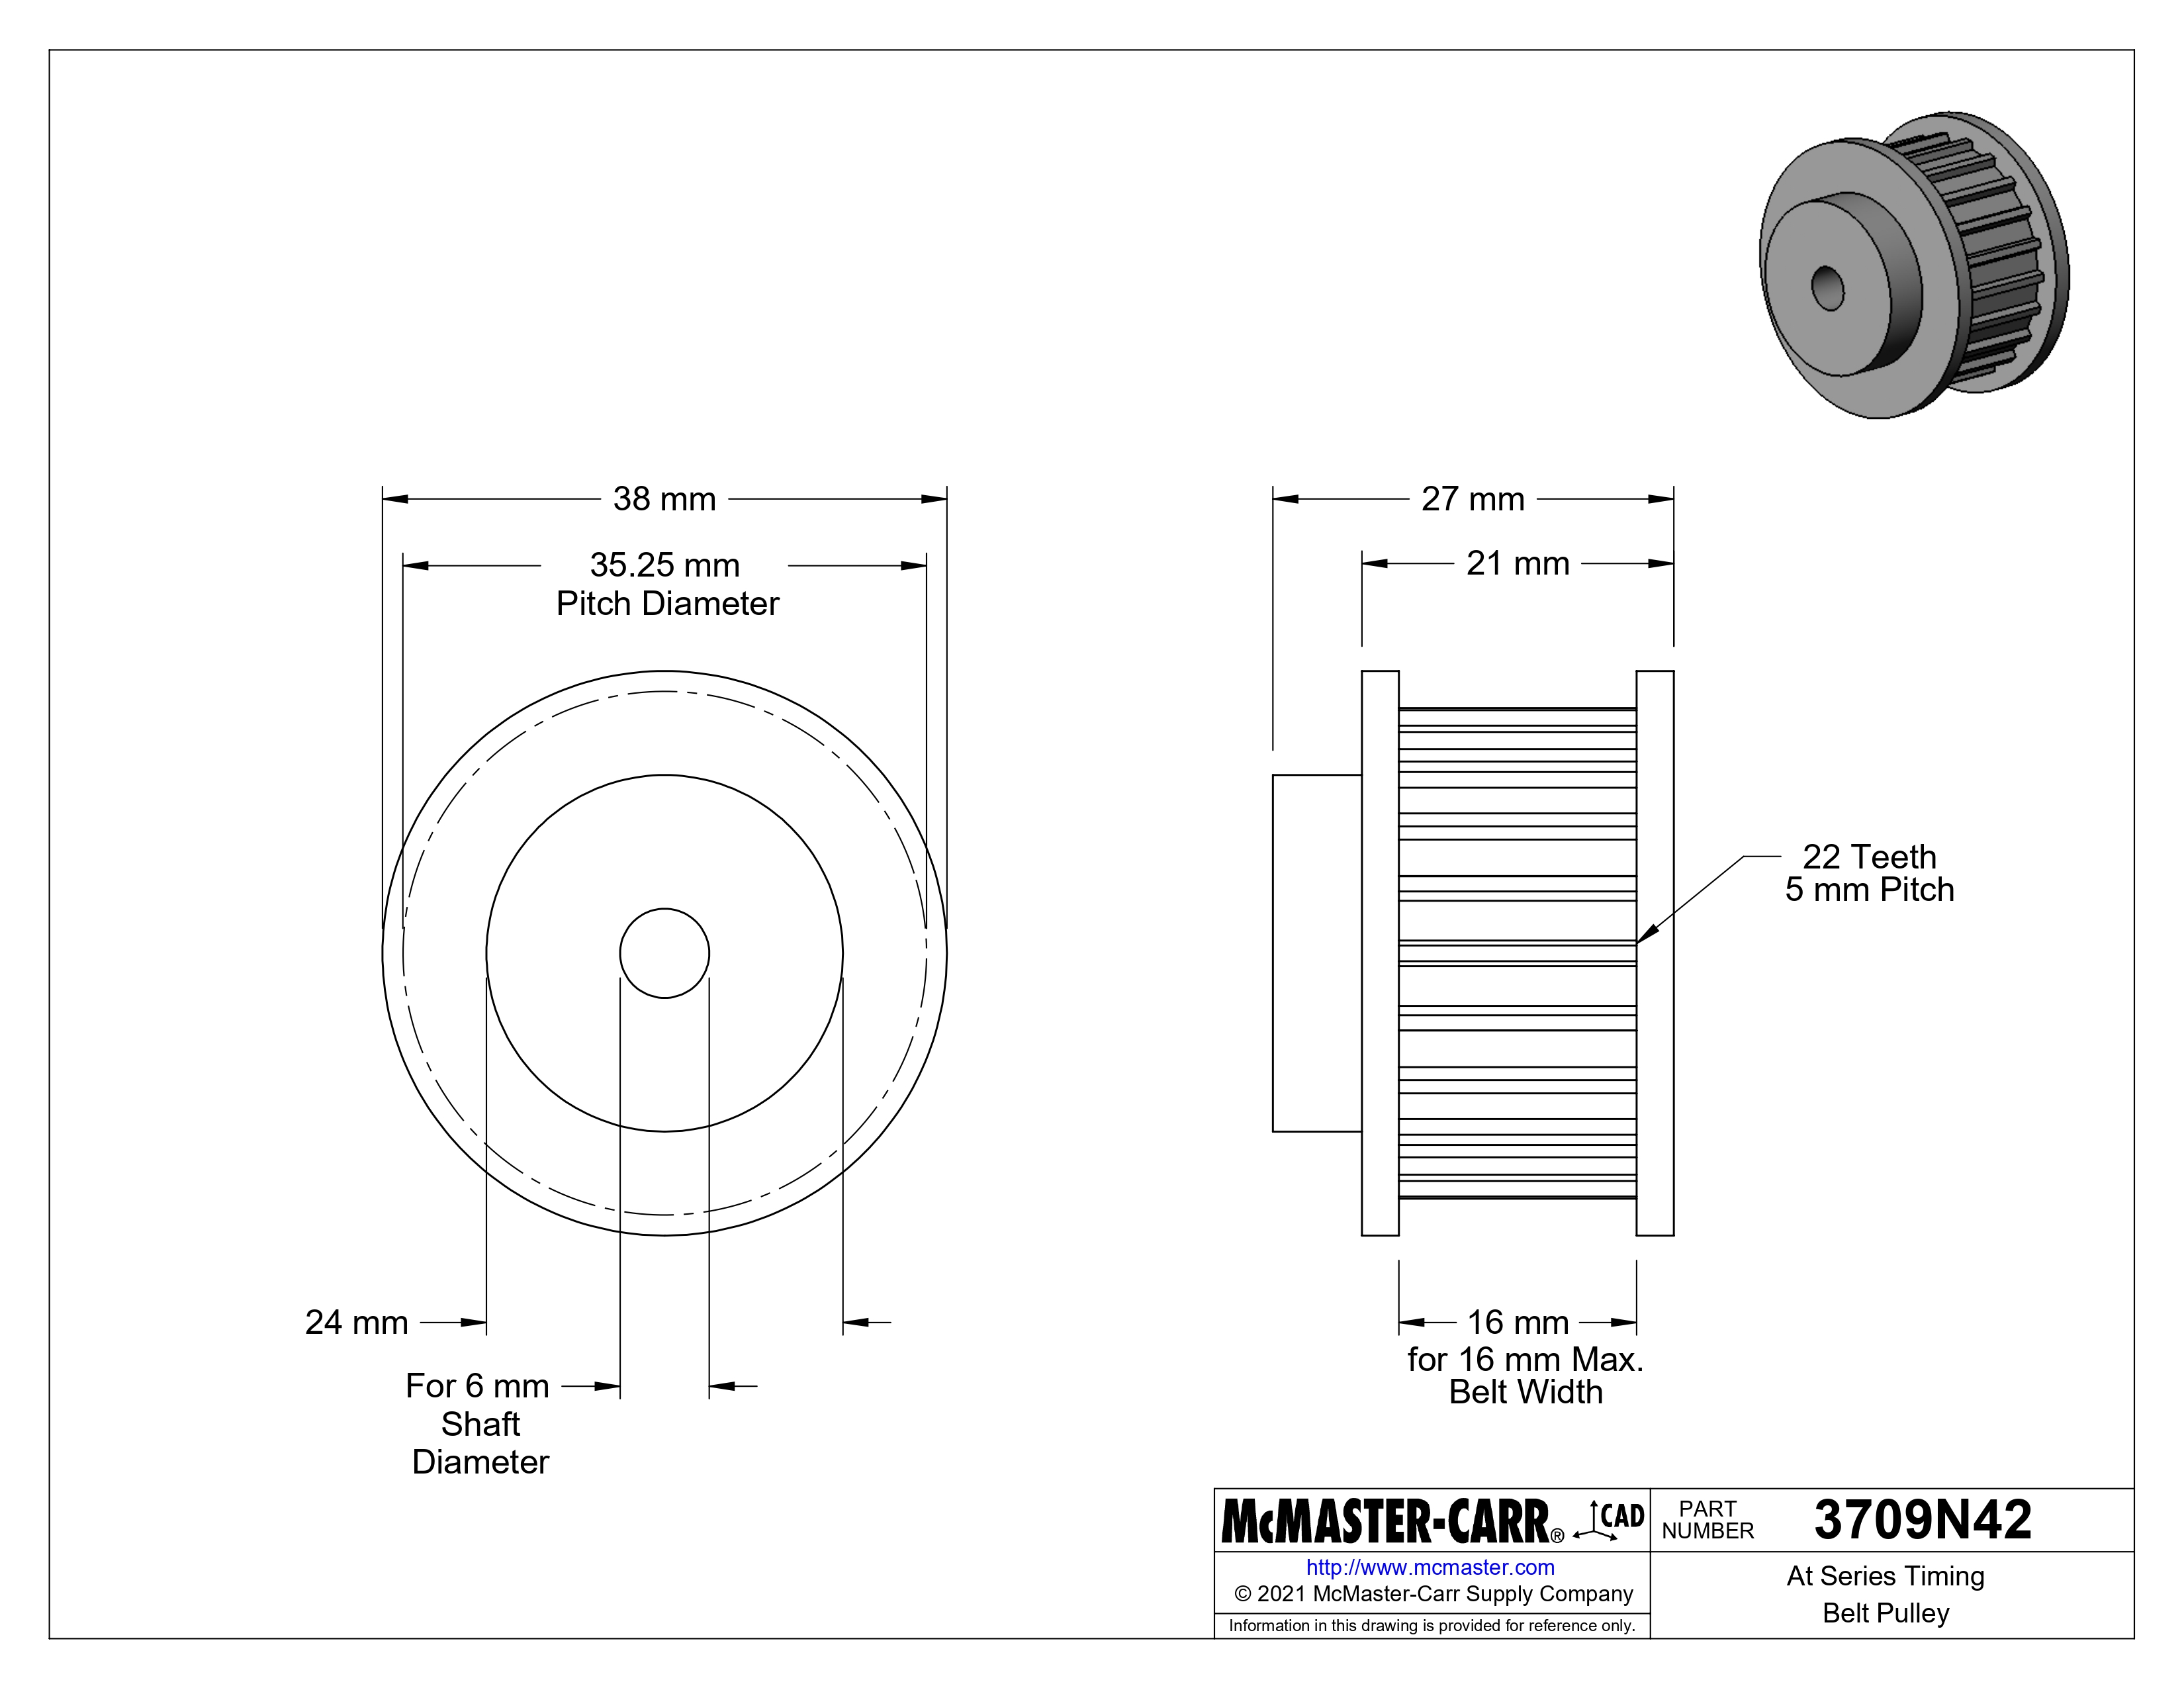 38 mm
35.25 mm
Pitch Diameter
27 mm
21 mm
22 Teeth
5 mm Pitch
24 mm
For 6 mm
Shaft
Diameter
16 mm
for 16 mm Max.
Belt Width
McMASTER-CARR® CAD
http://www.mcmaster.com
© 2021 McMaster-Carr Supply Company
Information in this drawing is provided for reference only.
PART
NUMBER
3709N42
At Series Timing
Belt Pulley